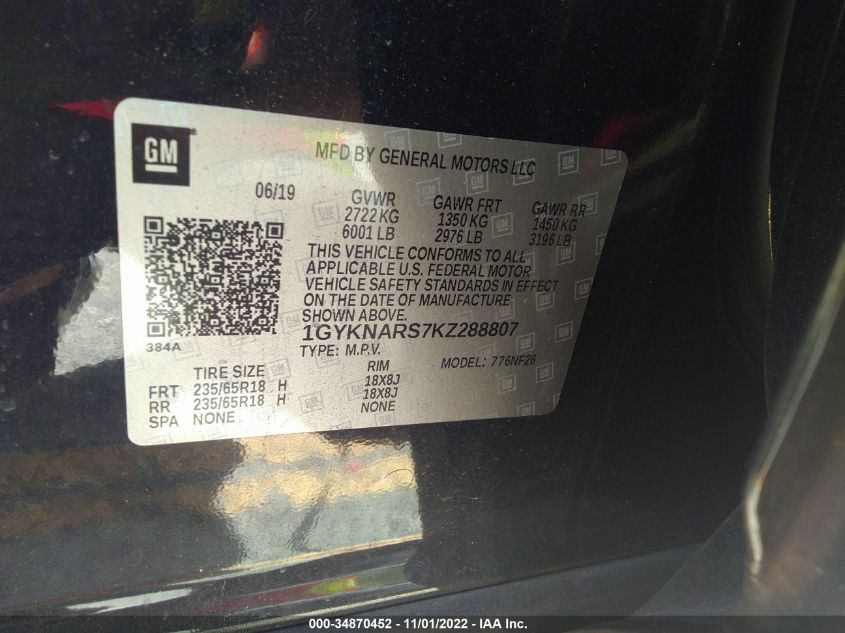 GM
MFD BY GENERAL MOTORS LLC
06/19
GVWR
2722 KG
6001 LB
GAWR FRT
1350 KG
2976 LB
GAWR RR
1450 KG
3196 LB
THIS VEHICLE CONFORMS TO ALL
APPLICABLE U.S. FEDERAL MOTOR
VEHICLE SAFETY STANDARDS IN EFFECT
ON THE DATE OF MANUFACTURE
SHOWN ABOVE.
1GYKNARS7KZ288807
TYPE: M.P.V.
MODEL: 776NF26
384A
TIRE SIZE RIM
FRT 235/65R18 H 18X8J
RR 235/65R18 H 18X8J
SPA NONE NONE
000-34870452 - 11/01/2022 - IAA Inc.